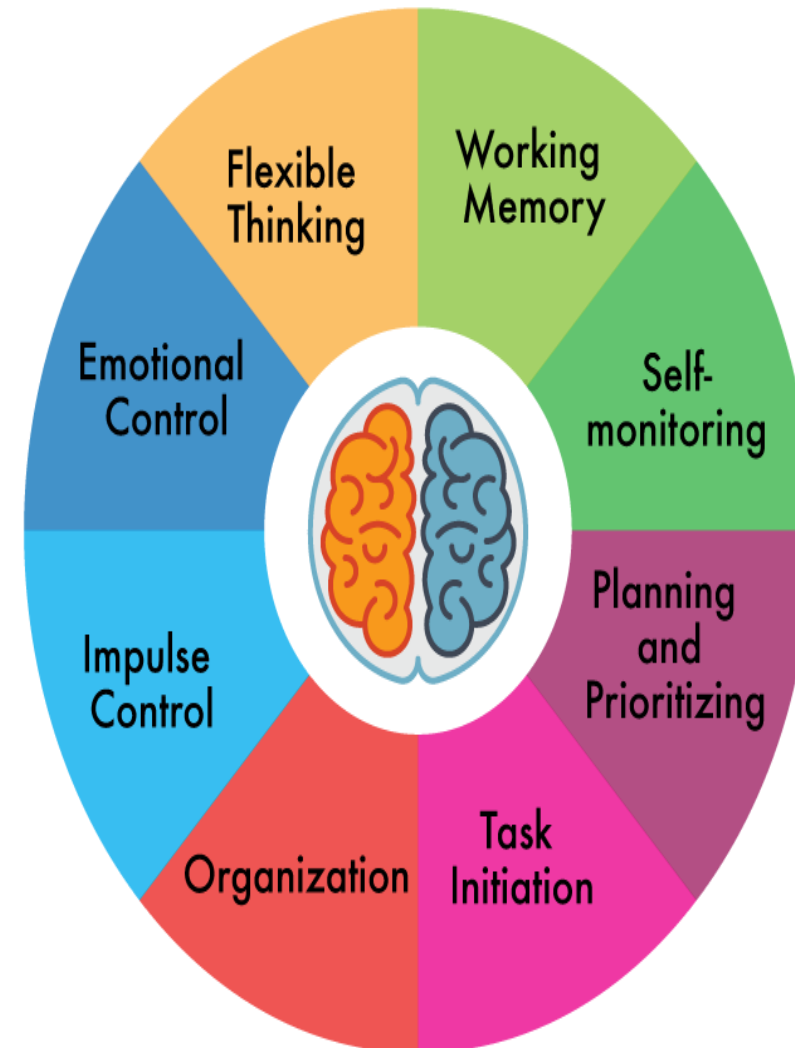 Flexible
Thinking
Working
Memory
Self-
monitoring
Planning
and
Prioritizing
Task
Initiation
Organization
Impulse
Control
Emotional
Control